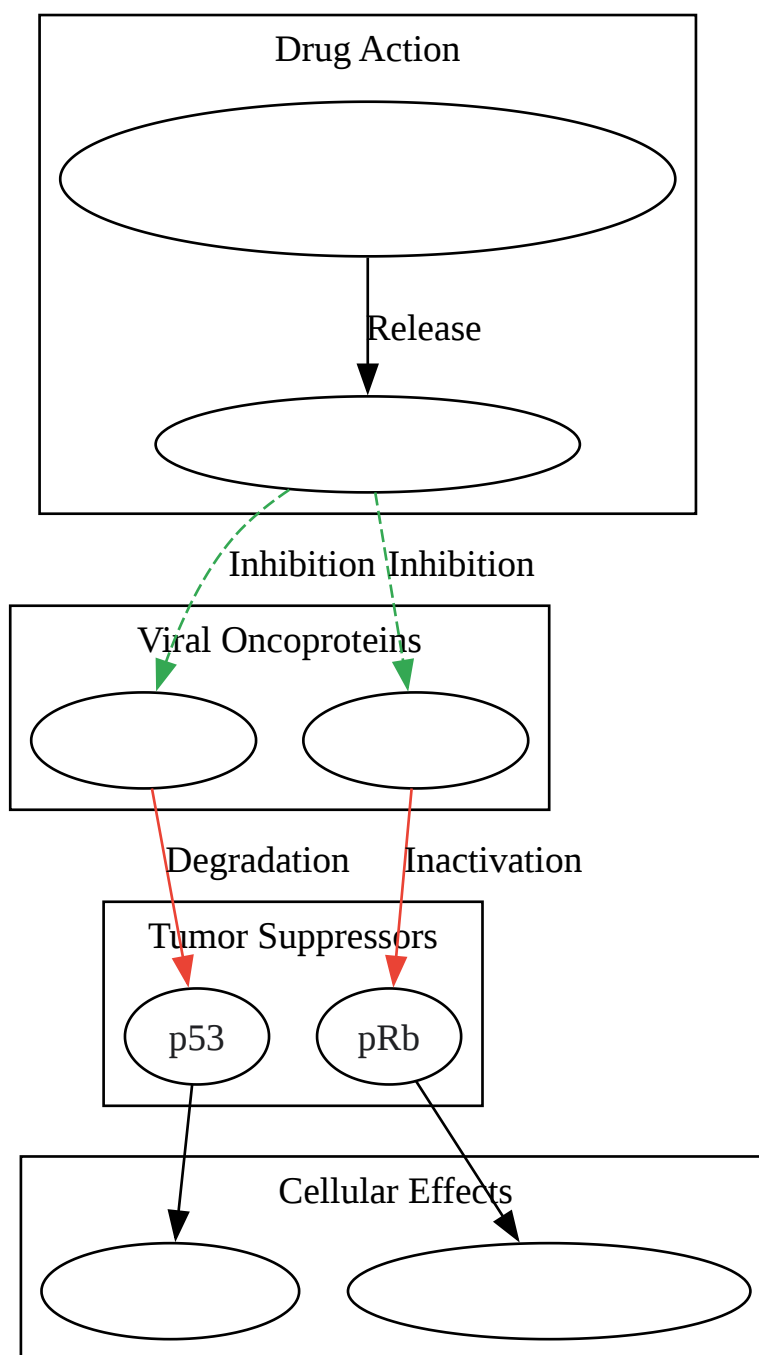 Drug Action
Release
Inhibition Inhibition
Viral Oncoproteins
Degradation Inactivation
Tumor Suppressors
p53 pRb
Cellular Effects